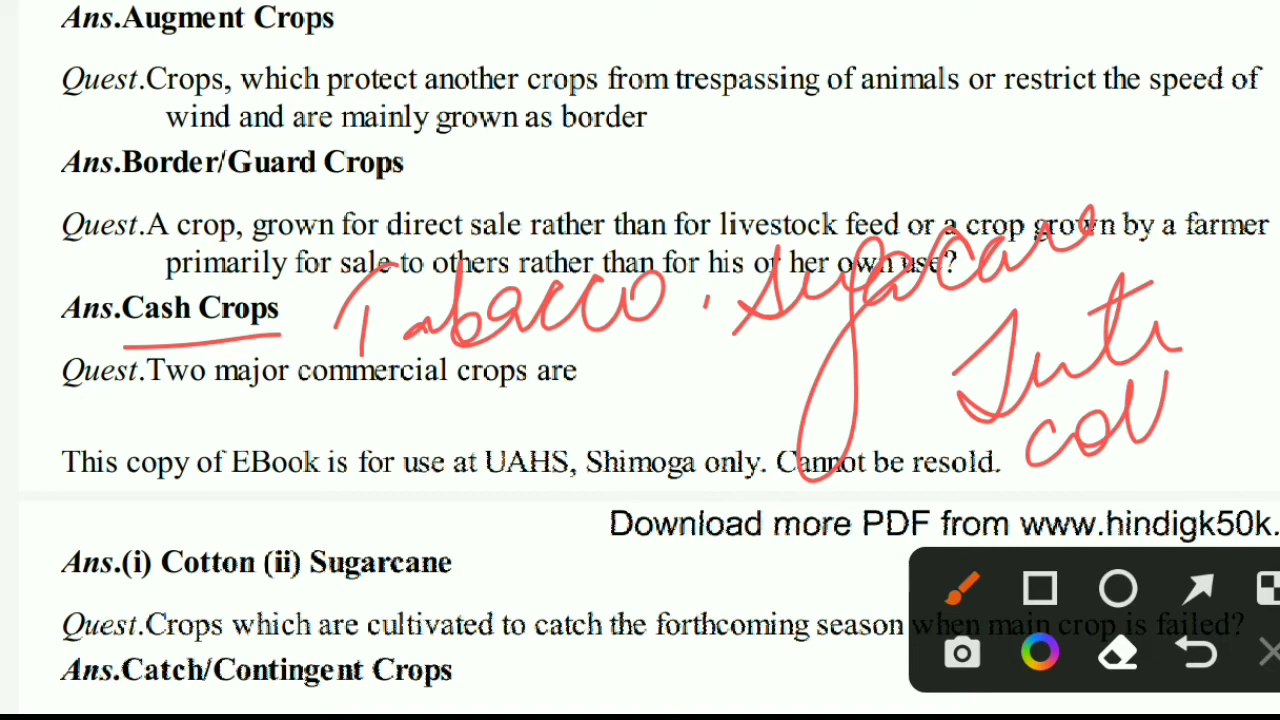 Ans.Augment Crops
Quest.Crops, which protect another crops from trespassing of animals or restrict the speed of
wind and are mainly grown as border
Ans.Border/Guard Crops
Quest.A crop, grown for direct sale rather than for livestock feed or a crop grown by a farmer
primarily for sale to others rather than for his or her own use?
Ans.Cash Crops
Tabacco.
Quest.Two major commercial crops are
This copy of EBook is for use at UAHS, Shimoga only. Cannot be resold.
Download more PDF from www.hindigk50k.
Ans.(i) Cotton (ii) Sugarcane
Quest.Crops which are cultivated to catch the forthcoming season when main crop is failed?
Ans.Catch/Contingent Crops